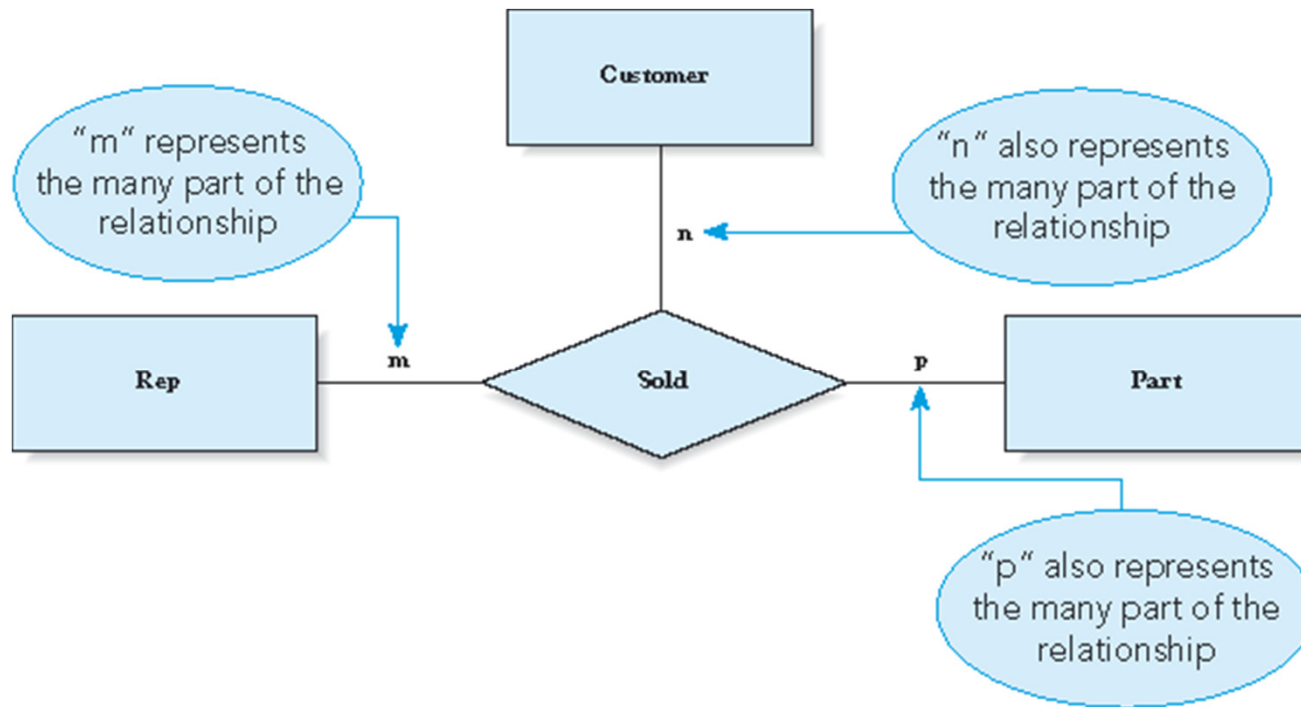 Customer
“m” represents
the many part of the
relationship
“n” also represents
the many part of the
relationship
n
m
p
Rep
Sold
Part
“p” also represents
the many part of the
relationship